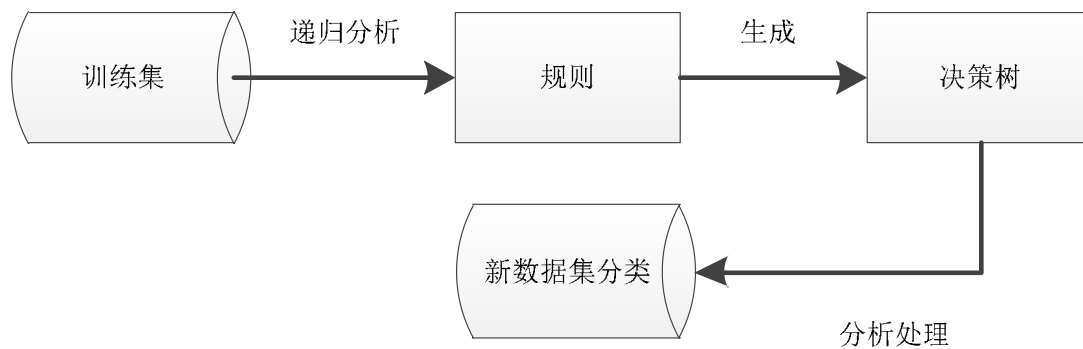 递归分析
生成
训练集
规则
决策树
新数据集分类
分析处理